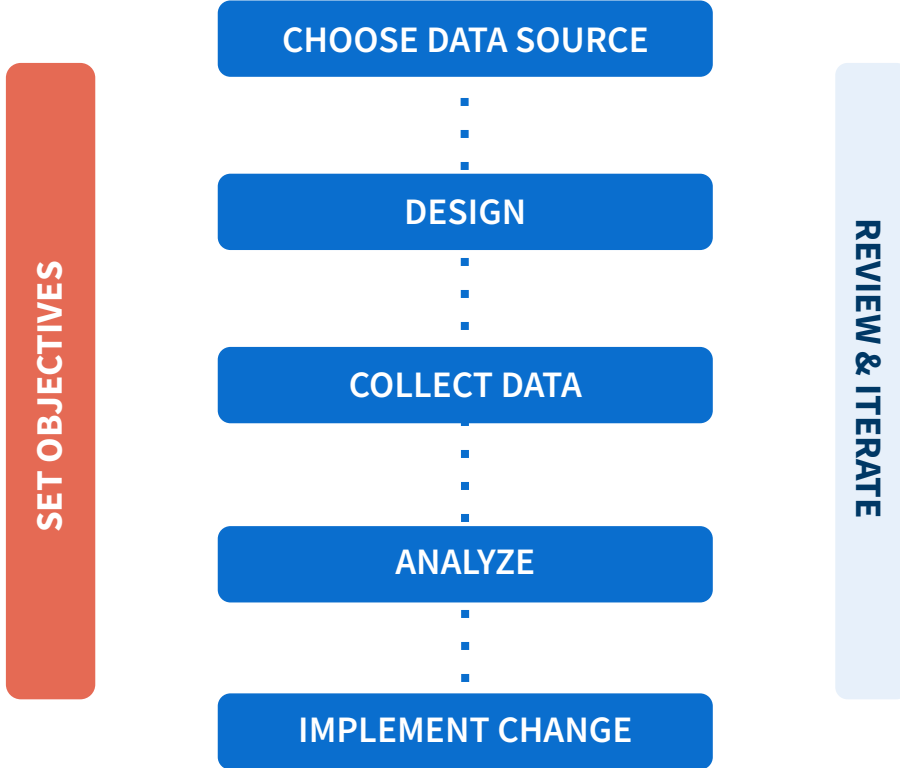 SET OBJECTIVES
CHOOSE DATA SOURCE
DESIGN
COLLECT DATA
ANALYZE
IMPLEMENT CHANGE
REVIEW & ITERATE